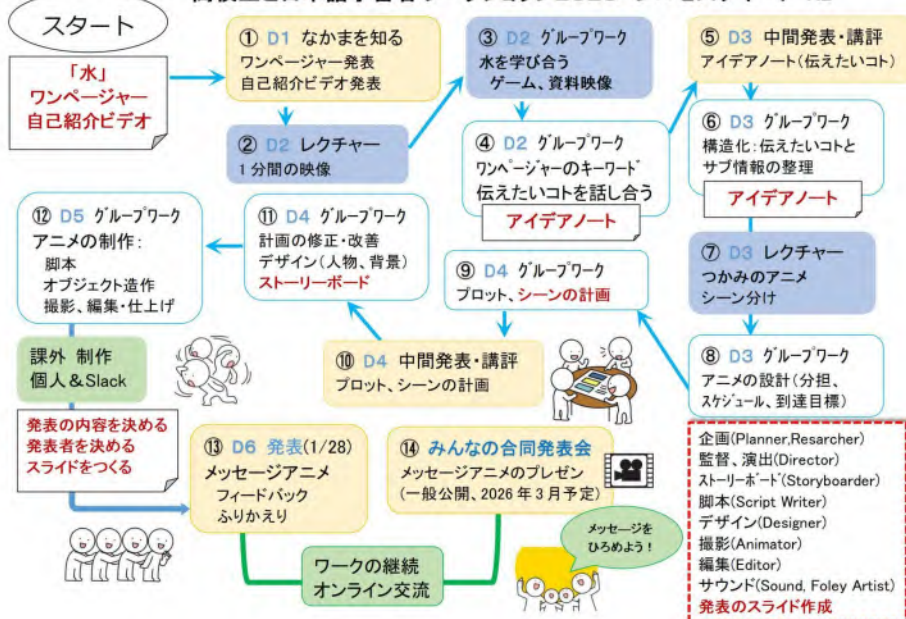 スタート
「水」
ワンページャー
自己紹介ビデオ
① D1 なかまを知る
ワンページャー発表
自己紹介ビデオ発表
② D2 レクチャー
1分間の映像
③ D2 グループワーク
水を学び合う
ゲーム、資料映像
④ D2 グループワーク
ワンページャーのキーワード
伝えたいコトを話し合う
アイデアノート
⑤ D3 中間発表・講評
アイデアノート(伝えたいコト)
⑥ D3 グループワーク
構造化:伝えたいコトと
サブ情報の整理
アイデアノート
⑦ D3 レクチャー
つかみのアニメ
シーン分け
⑧ D3 グループワーク
アニメの設計(分担、
スケジュール、到達目標)
⑨ D4 グループワーク
プロット、シーンの計画
⑩ D4 中間発表・講評
プロット、シーンの計画
⑪ D4 グループワーク
計画の修正・改善
デザイン(人物、背景)
ストーリーボード
⑫ D5 グループワーク
アニメの制作:
脚本
オブジェクト造作
撮影、編集・仕上げ
課外 制作
個人&Slack
発表の内容を決める
発表者を決める
スライドをつくる
⑬ D6 発表(1/28)
メッセージアニメ
フィードバック
ふりかえり
⑭ みんなの合同発表会
メッセージアニメのプレゼン
(一般公開、2026年3月予定)
ワークの継続
オンライン交流
メッセージを
ひろめよう!
企画(Planner,Resarcher)
監督、演出(Director)
ストーリーボード(Storyboarder)
脚本(Script Writer)
デザイン(Designer)
撮影(Animator)
編集(Editor)
サウンド(Sound, Foley Artist)
発表のスライド作成